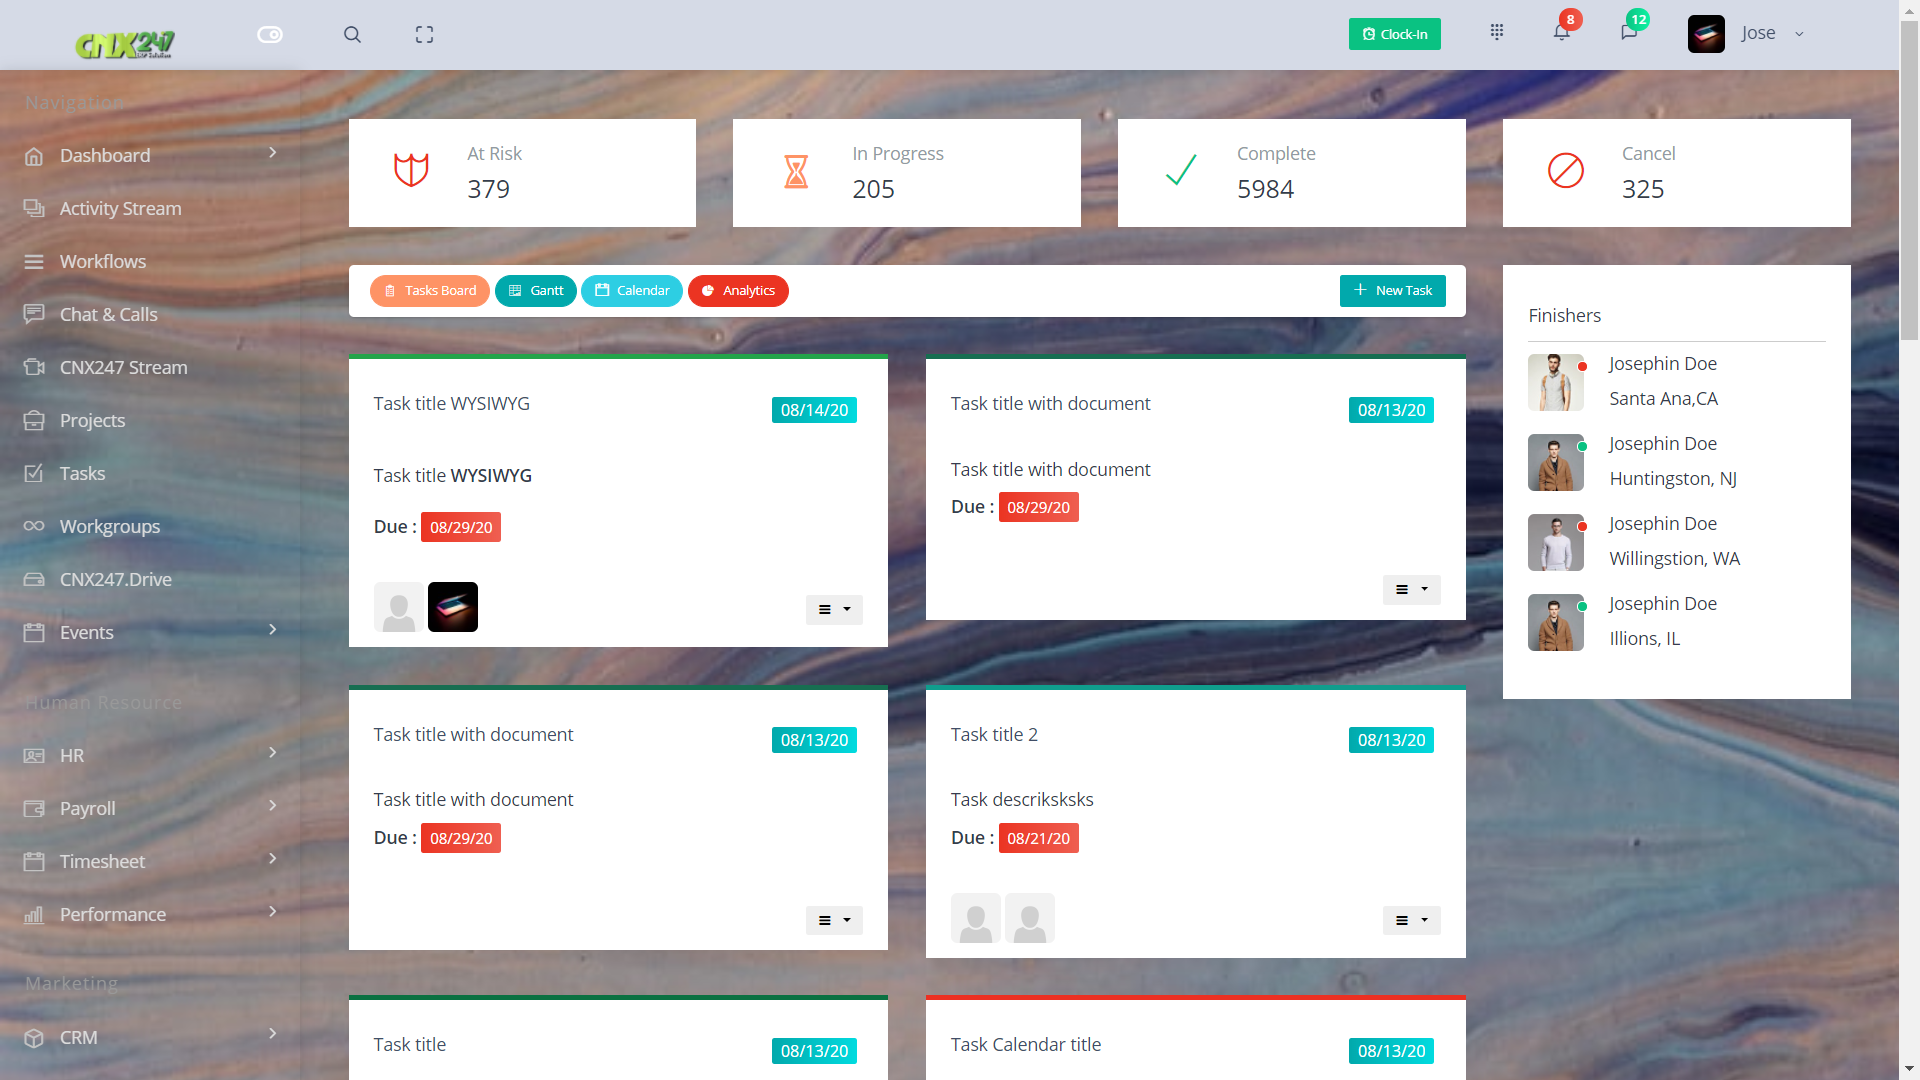 CNX247
Clock-In
8
12
Jose
Navigation
Dashboard
Activity Stream
Workflows
Chat & Calls
CNX247 Stream
Projects
Tasks
Workgroups
CNX247.Drive
Events
Human Resource
HR
Payroll
Timesheet
Performance
Marketing
CRM
At Risk
379
In Progress
205
Complete
5984
Cancel
325
Tasks Board
Gantt
Calendar
Analytics
New Task
Task title WYSIWYG
08/14/20
Task title WYSIWYG
Due : 08/29/20
Task title with document
08/13/20
Task title with document
Due : 08/29/20
Task title with document
08/13/20
Task title with document
Due : 08/29/20
Task title 2
08/13/20
Task descriksksks
Due : 08/21/20
Task title
08/13/20
Task Calendar title
08/13/20
Finishers
Josephin Doe
Santa Ana,CA
Josephin Doe
Huntingston, NJ
Josephin Doe
Willingstion, WA
Josephin Doe
Illions, IL